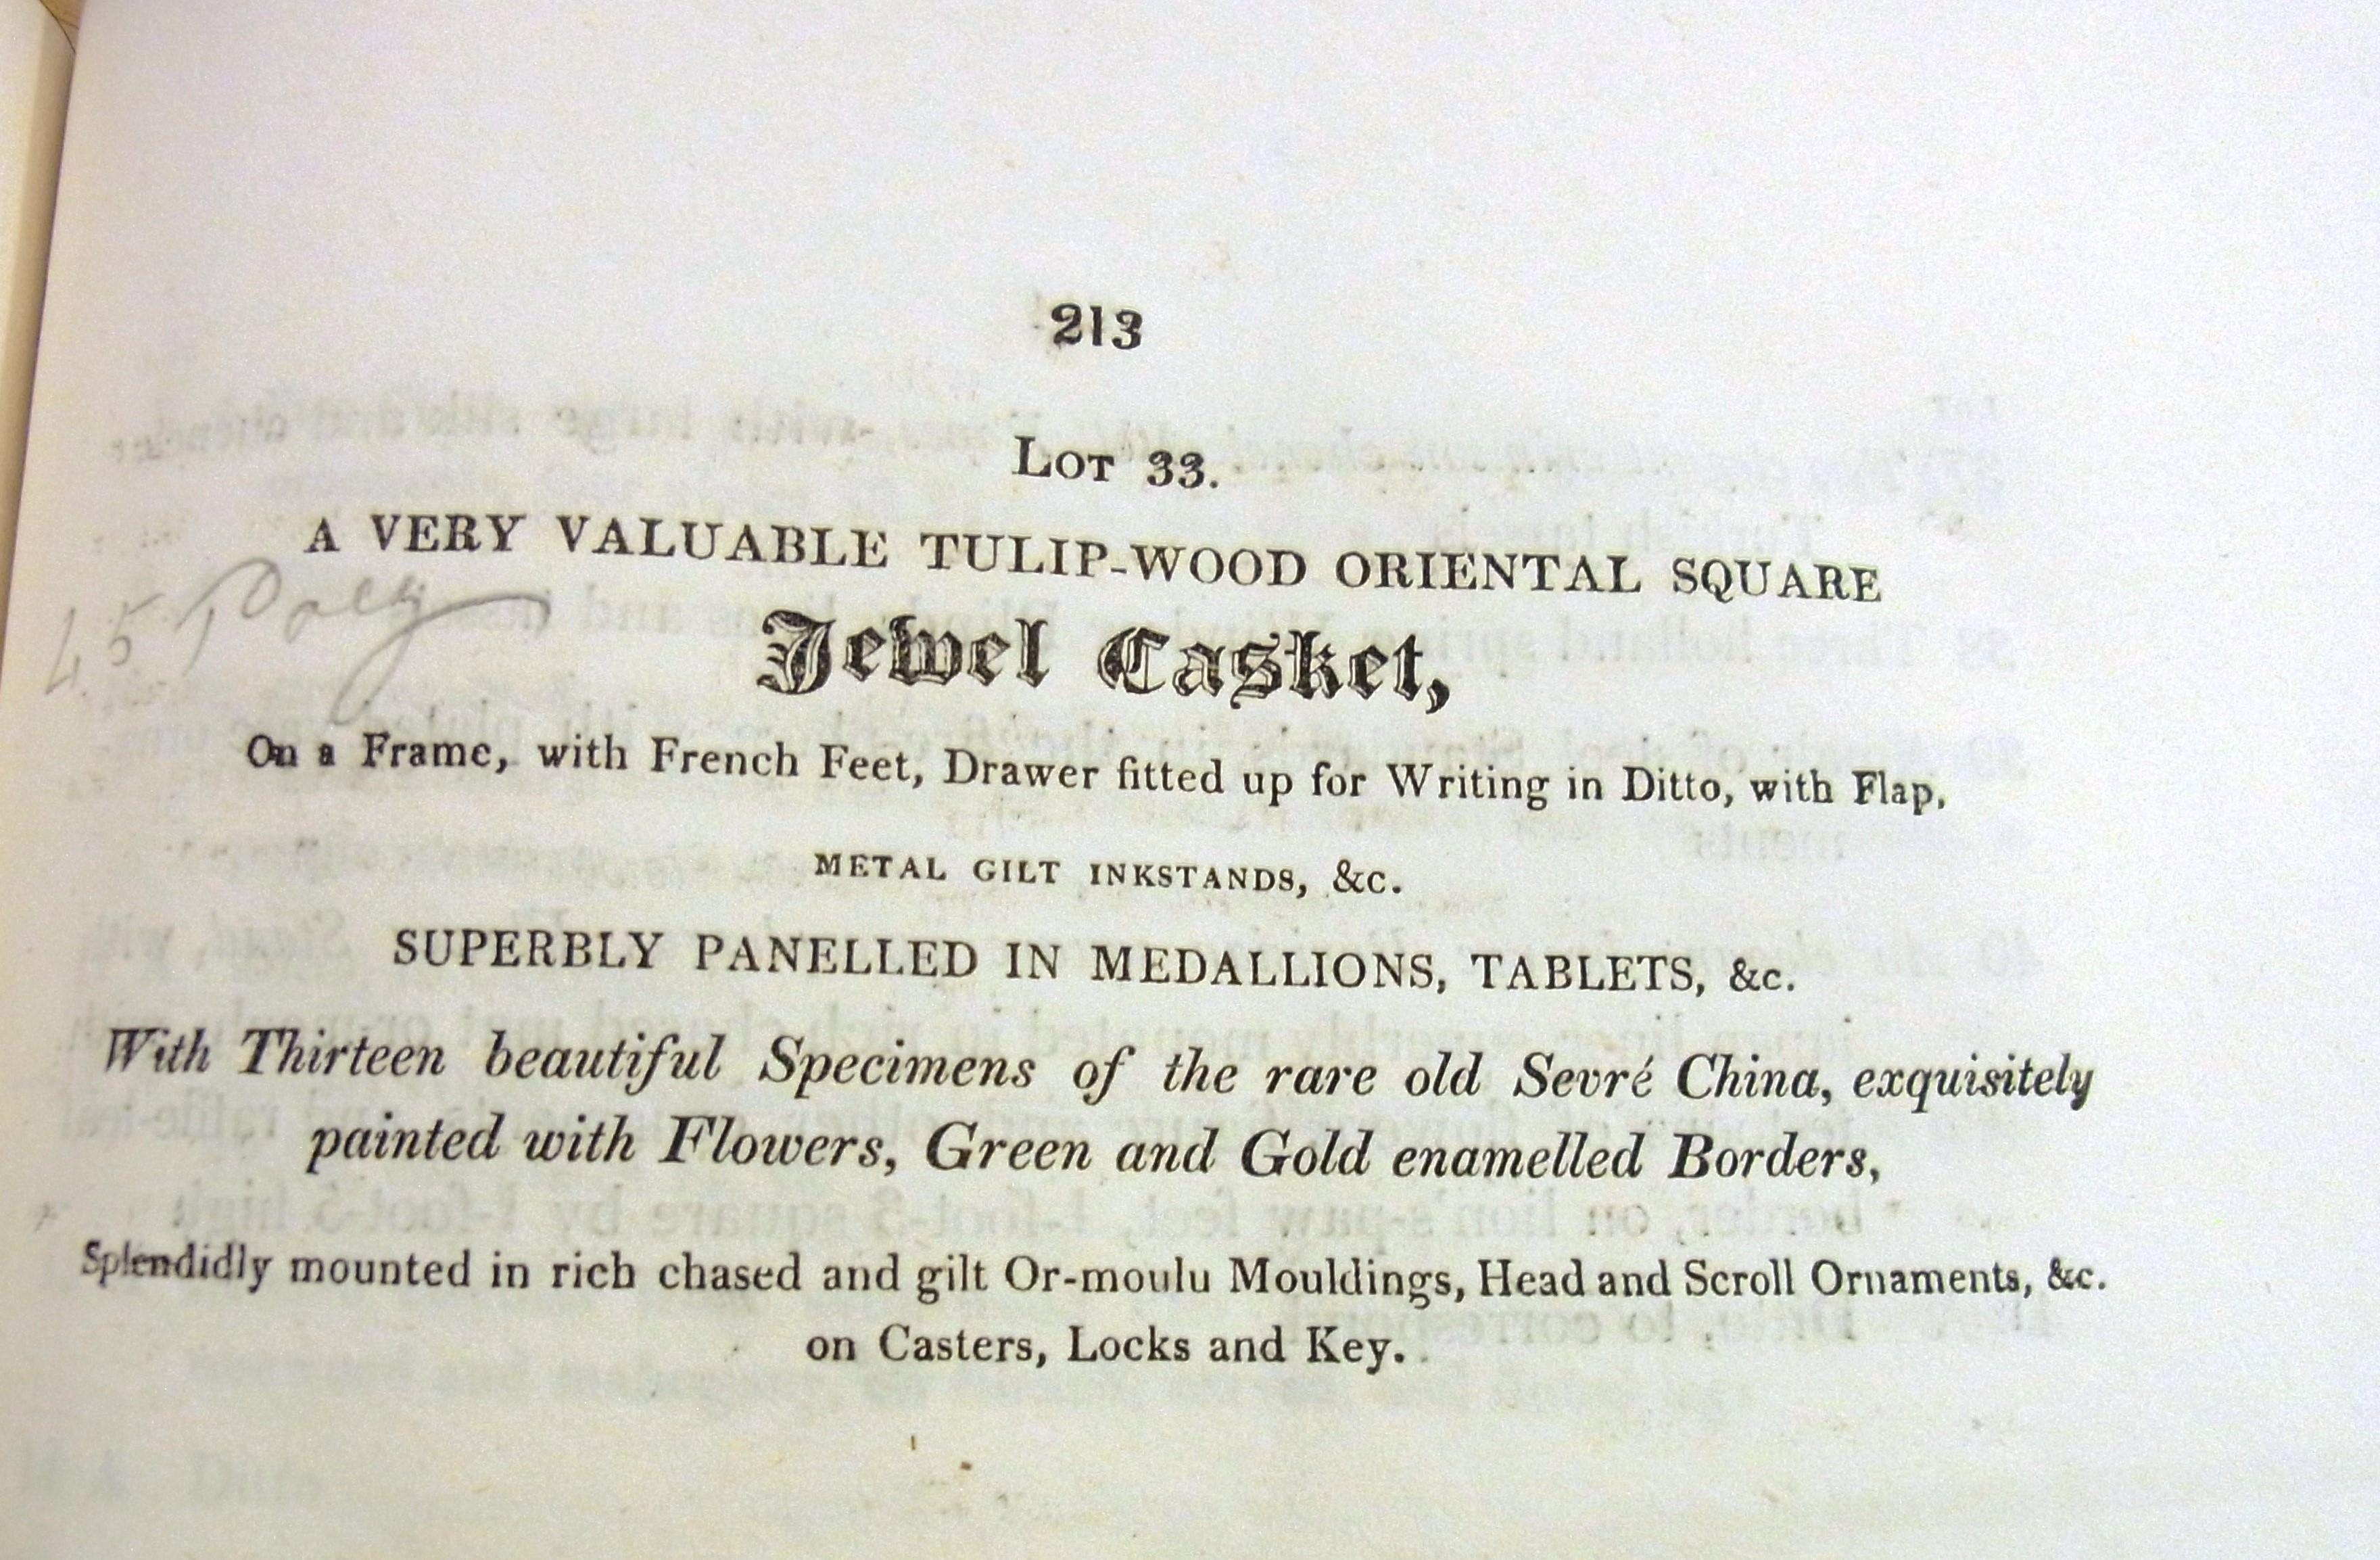 213
Lot 33.
A VERY VALUABLE TULIP-WOOD ORIENTAL SQUARE
45 Polly
Jewel Casket,
On a Frame, with French Feet, Drawer fitted up for Writing in Ditto, with Flap,
METAL GILT INKSTANDS, &c.
SUPERBLY PANELLED IN MEDALLIONS, TABLETS, &c.
With Thirteen beautiful Specimens of the rare old Sevré China, exquisitely
painted with Flowers, Green and Gold enamelled Borders,
Splendidly mounted in rich chased and gilt Or-moulu Mouldings, Head and Scroll Ornaments, &c.
on Casters, Locks and Key.